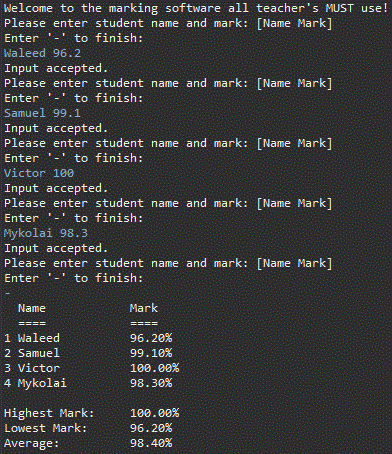 Welcome to the marking software all teacher's MUST use!
Please enter student name and mark: [Name Mark]
Enter '-' to finish:
Waleed 96.2
Input accepted.
Please enter student name and mark: [Name Mark]
Enter '-' to finish:
Samuel 99.1
Input accepted.
Please enter student name and mark: [Name Mark]
Enter '-' to finish:
Victor 100
Input accepted.
Please enter student name and mark: [Name Mark]
Enter '-' to finish:
Mykolai 98.3
Input accepted.
Please enter student name and mark: [Name Mark]
Enter '-' to finish:
-
Name Mark
==== ====
1 Waleed 96.20%
2 Samuel 99.10%
3 Victor 100.00%
4 Mykolai 98.30%
Highest Mark: 100.00%
Lowest Mark: 96.20%
Average: 98.40%